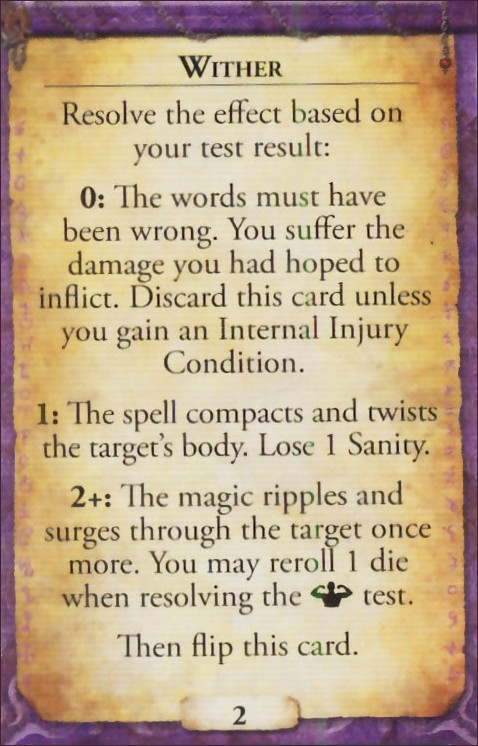 WITHER
Resolve the effect based on
your test result:
0: The words must have
been wrong. You suffer the
damage you had hoped to
inflict. Discard this card unless
you gain an Internal Injury
Condition.
1: The spell compacts and twists
the target's body. Lose 1 Sanity.
2+: The magic ripples and
surges through the target once
more. You may reroll 1 die
when resolving the test.
Then flip this card.
2